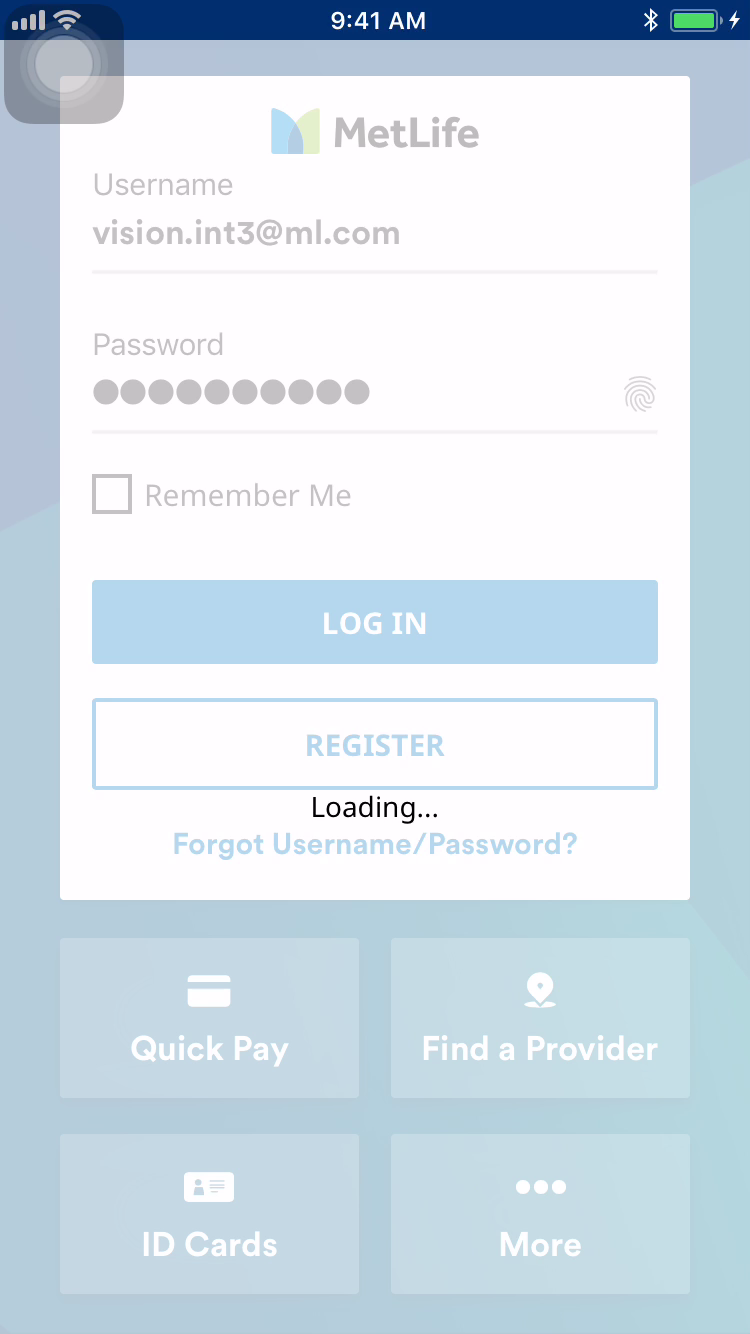 9:41 AM
MetLife
Username
vision.int3@ml.com
Password
●●●●●●●●●●
Remember Me
LOG IN
REGISTER
Loading...
Forgot Username/Password?
Quick Pay
Find a Provider
ID Cards
More